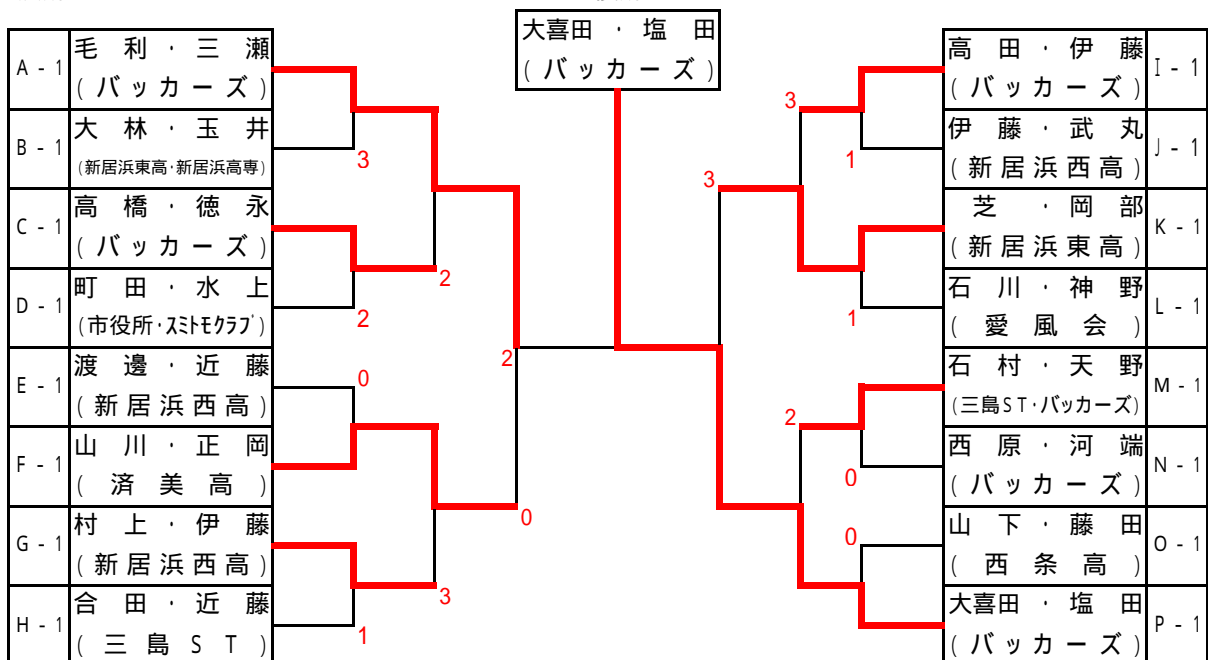 大喜田・塩田
(バッカーズ)
A-1 毛利・三瀬
(バッカーズ)
B-1 大林・玉井
(新居浜東高・新居浜高専)
3
C-1 高橋・徳永
(バッカーズ)
D-1 町田・水上
(市役所・スミトモクラブ)
2
2
E-1 渡邊・近藤
(新居浜西高)
0
2
F-1 山川・正岡
(済美高)
G-1 村上・伊藤
(新居浜西高)
0
H-1 合田・近藤
(三島ST)
3
1
高田・伊藤 I-1
(バッカーズ)
3
伊藤・武丸 J-1
(新居浜西高)
1
3
芝・岡部 K-1
(新居浜東高)
石川・神野 L-1
(愛風会)
1
石村・天野 M-1
(三島ST・バッカーズ)
2
西原・河端 N-1
(バッカーズ)
0
山下・藤田 O-1
(西条高)
0
大喜田・塩田 P-1
(バッカーズ)